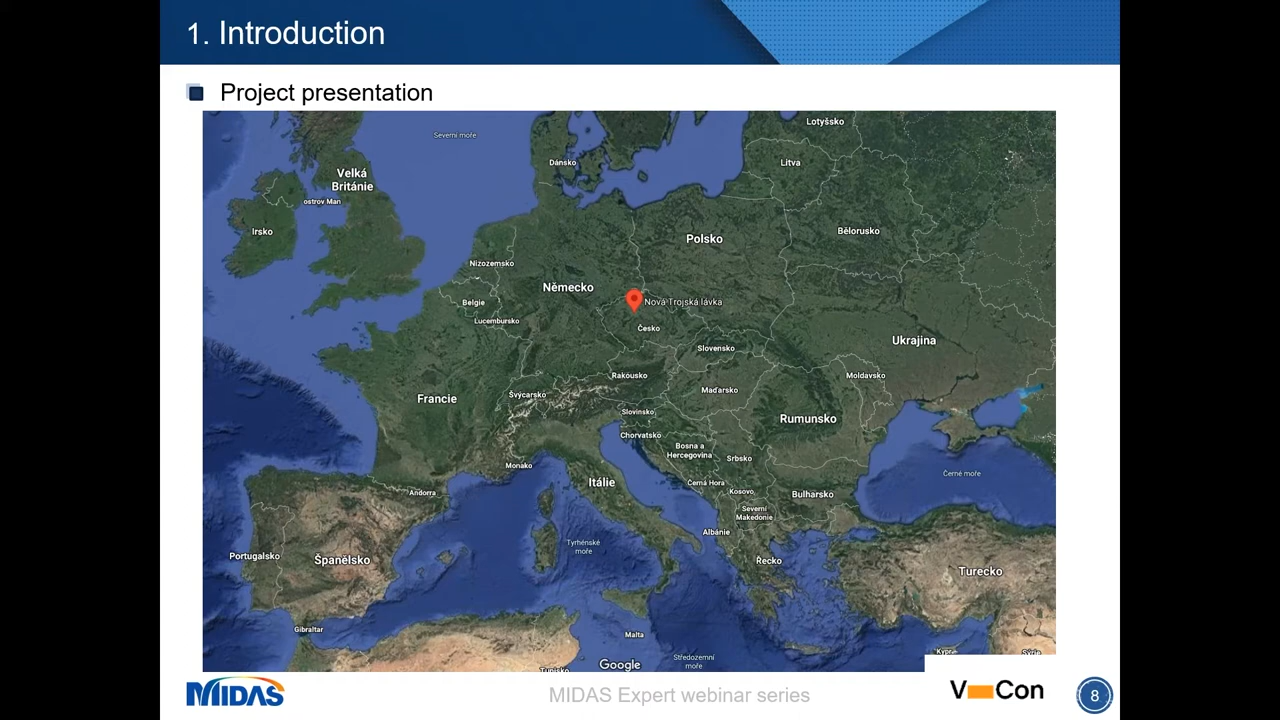 1. Introduction
Project presentation
Lotyšsko
Severní moře
Dánsko
Litva
Velká
Británie
ostrov Man
Irsko
Bělorusko
Polsko
Nizozemsko
Německo
Belgie
Nová Trojská lávka
Lucembursko
Česko
Ukrajina
Slovensko
Rakousko
Moldavsko
Maďarsko
Švýcarsko
Francie
Slovinsko
Rumunsko
Chorvatsko
Bosna a
Hercegovina
Srbsko
Monako
Černé moře
Itálie
Černá Hora
Kosovo
Andorra
Bulharsko
Severní
Makedonie
Albánie
Tyrhénské
moře
Portugalsko
Španělsko
Řecko
Turecko
Gibraltar
Malta
Kypr
Sýrie
Středozemní
moře
Google
Tunisko
MIDAS
MIDAS Expert webinar series
V Con
8